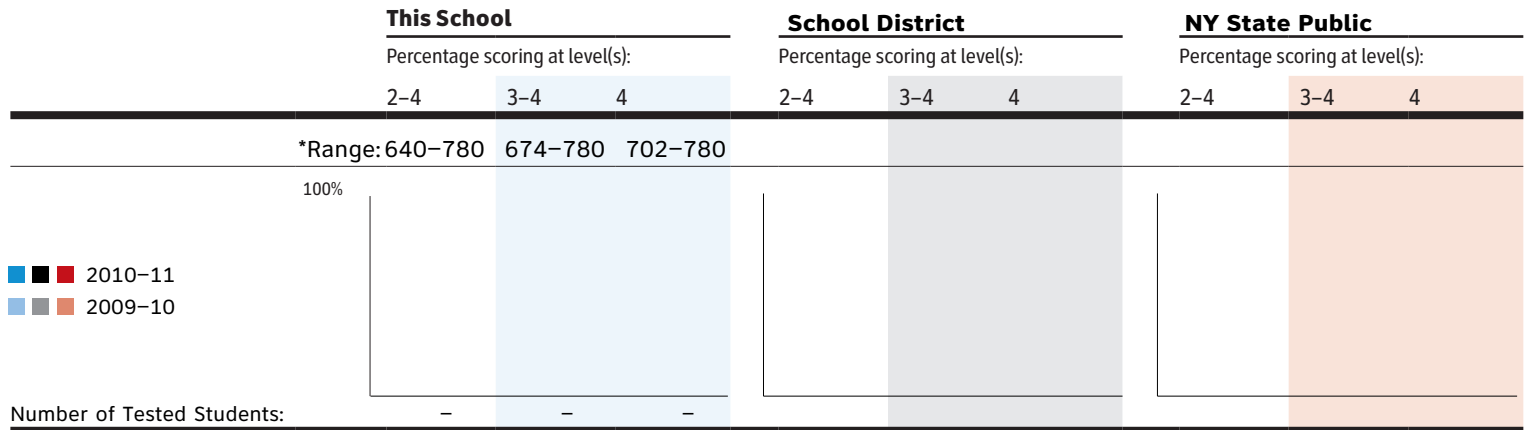 This School School District NY State Public
Percentage scoring at level(s): Percentage scoring at level(s): Percentage scoring at level(s):
2–4 3–4 4 2–4 3–4 4 2–4 3–4 4
*Range: 640–780 674–780 702–780
100%
2010–11
2009–10
Number of Tested Students: – – –